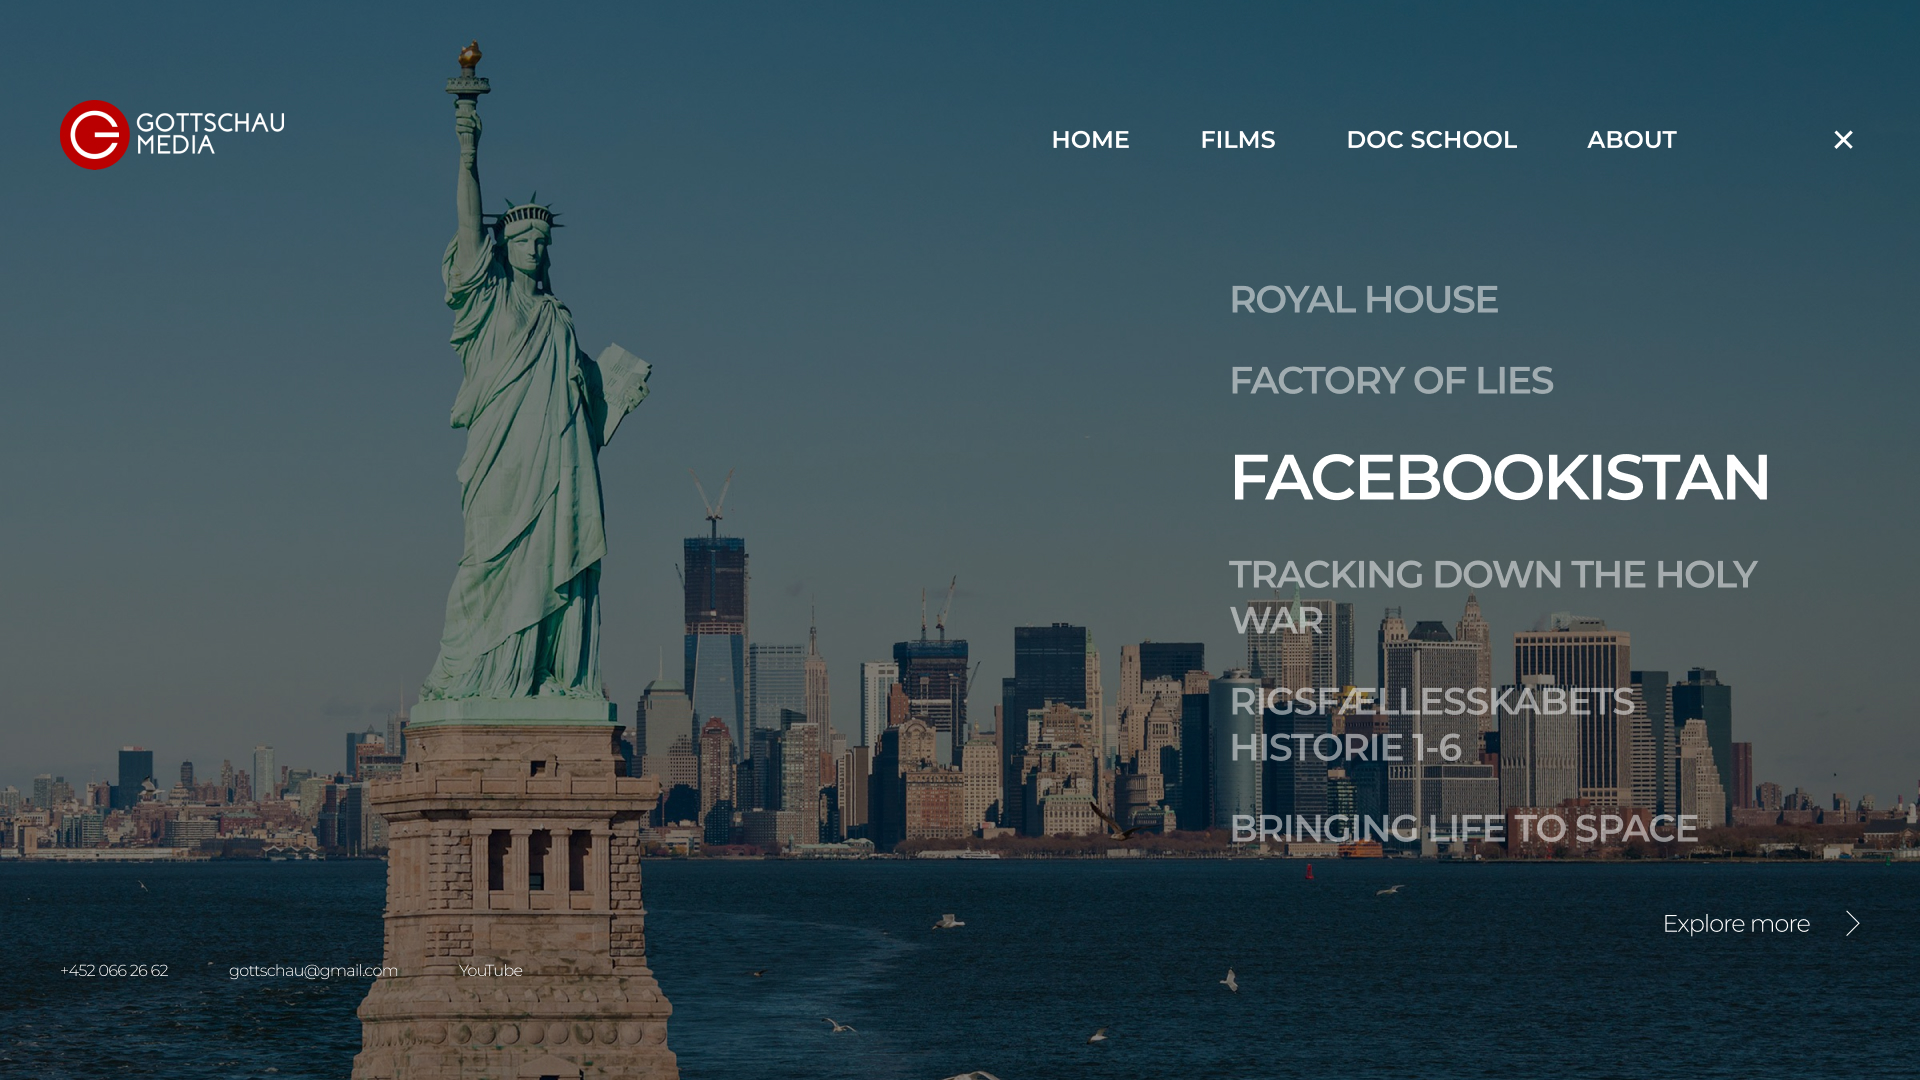 GOTTSCHAU
MEDIA
HOME
FILMS
DOC SCHOOL
ABOUT
ROYAL HOUSE
FACTORY OF LIES
FACEBOOKISTAN
TRACKING DOWN THE HOLY
WAR
RIGSFÆLLESSKABETS
HISTORIE 1-6
BRINGING LIFE TO SPACE
Explore more
+452 066 26 62
gottschau@gmail.com
YouTube